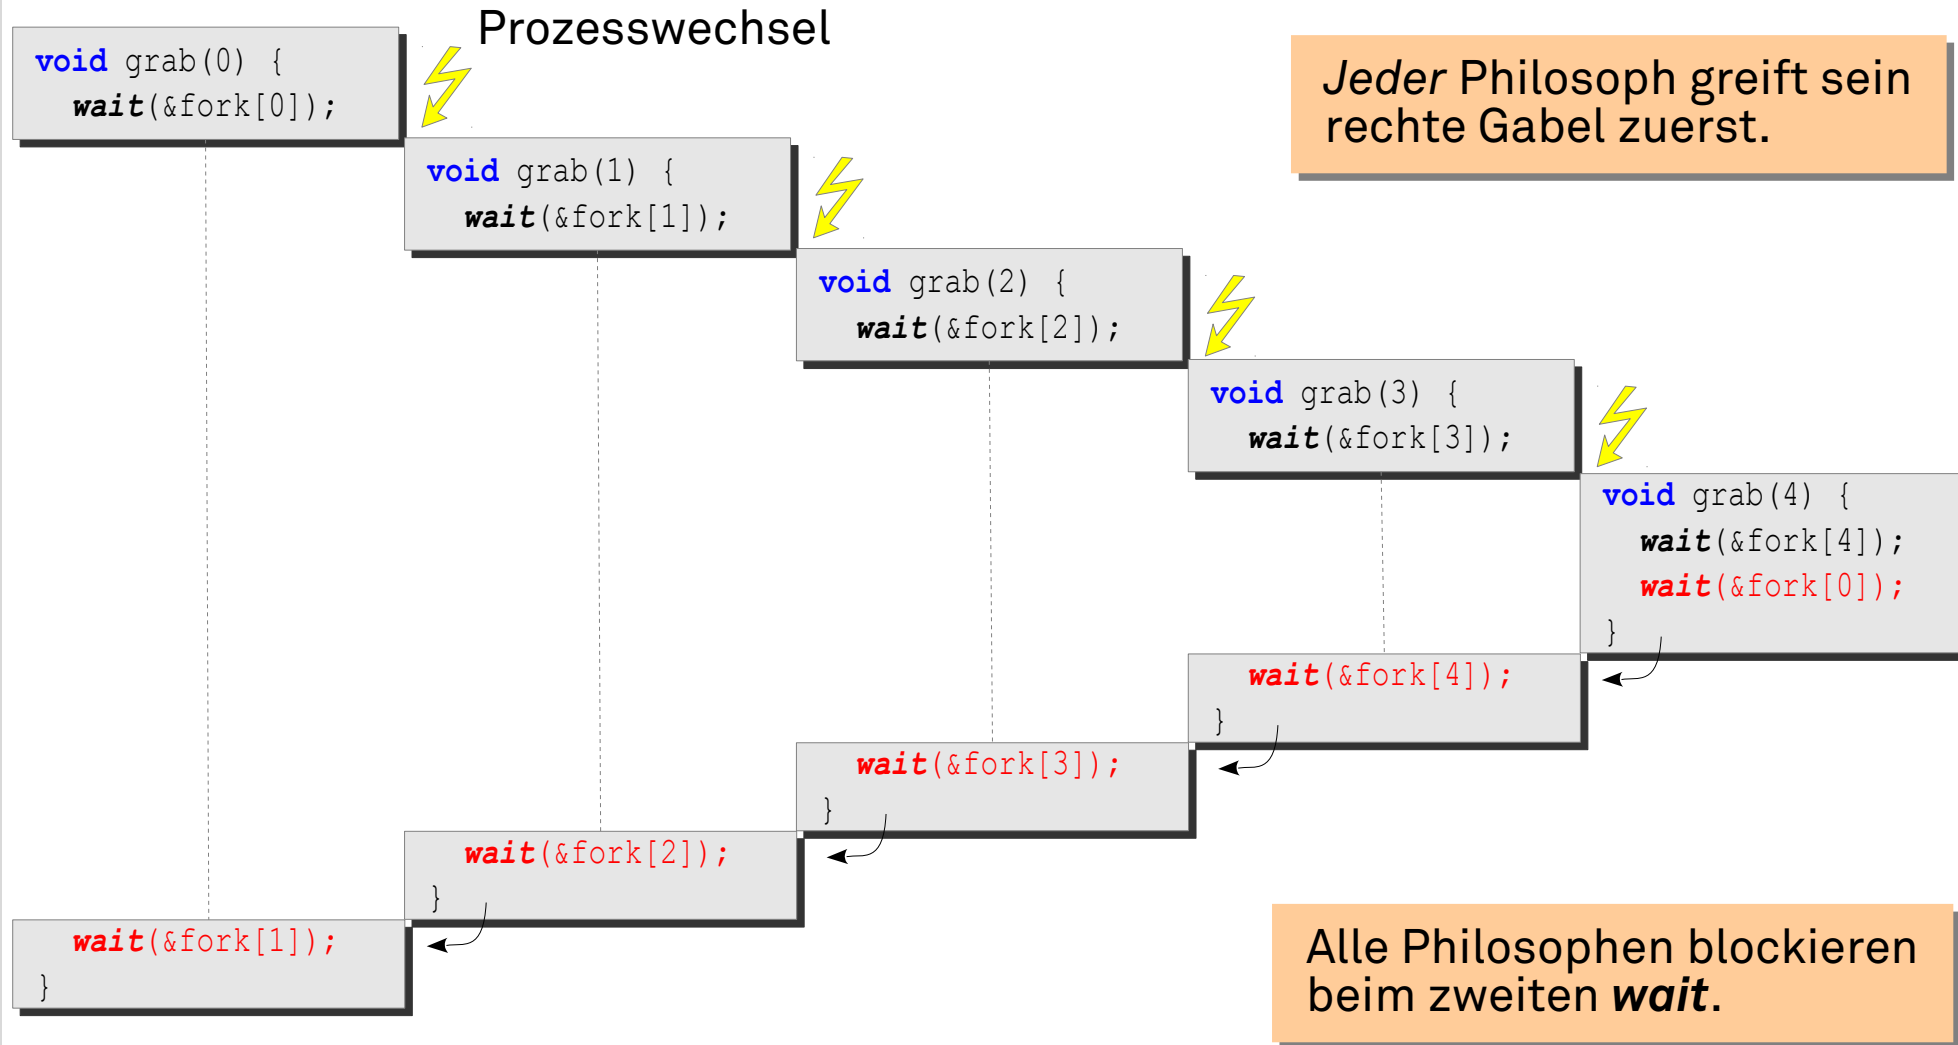 Prozesswechsel
void grab(0) {
wait(&fork[0]);
Jeder Philosoph greift sein
rechte Gabel zuerst.
void grab(1) {
wait(&fork[1]);
void grab(2) {
wait(&fork[2]);
void grab(3) {
wait(&fork[3]);
void grab(4) {
wait(&fork[4]);
wait(&fork[0]);
}
wait(&fork[4]);
}
wait(&fork[3]);
}
wait(&fork[2]);
}
wait(&fork[1]);
}
Alle Philosophen blockieren
beim zweiten wait.